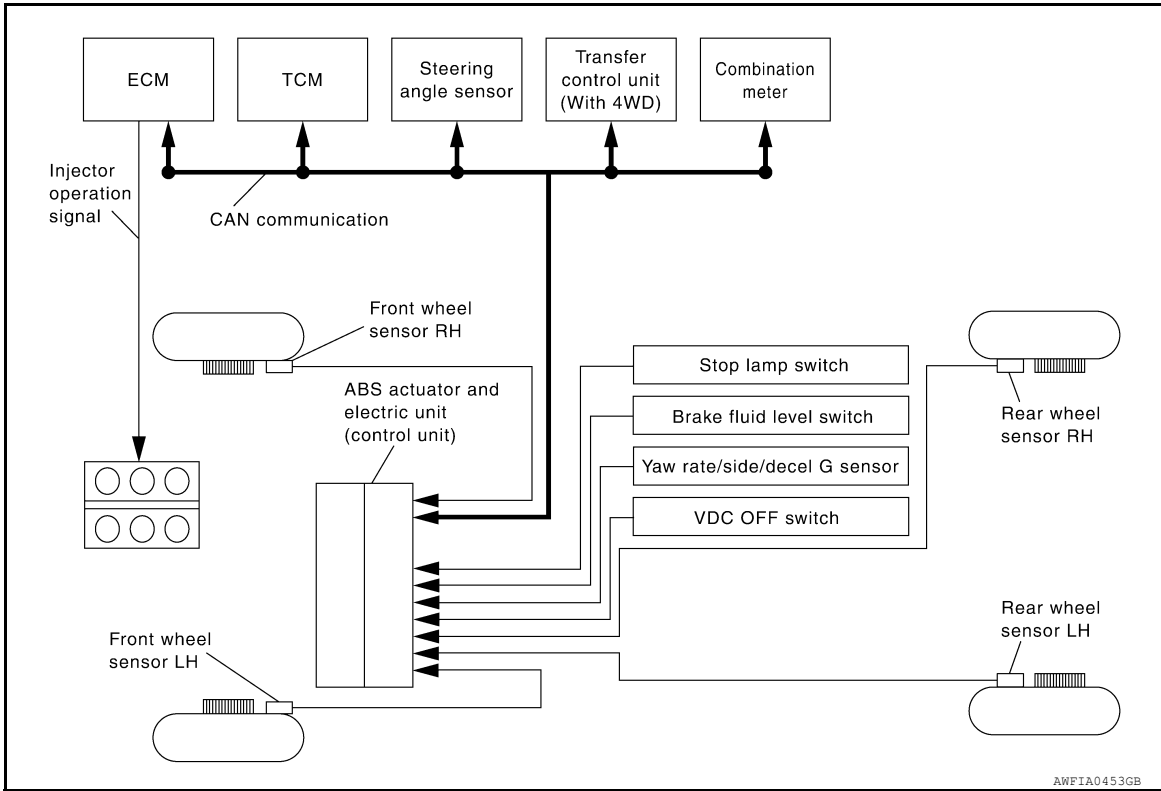 ECM
TCM
Steering
angle sensor
Transfer
control unit
(With 4WD)
Combination
meter
Injector
operation
signal
CAN communication
Front wheel
sensor RH
ABS actuator and
electric unit
(control unit)
Stop lamp switch
Brake fluid level switch
Yaw rate/side/decel G sensor
VDC OFF switch
Rear wheel
sensor RH
Front wheel
sensor LH
Rear wheel
sensor LH
AWFIA0453GB